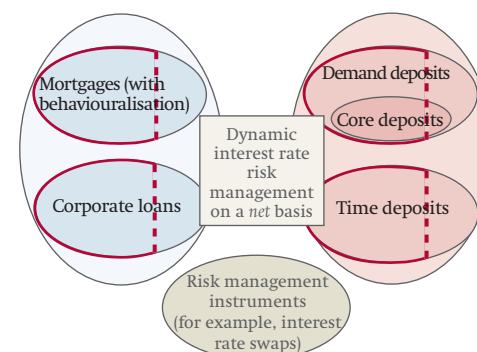 Mortgages (with
behaviouralisation)
Demand deposits
Core deposits
Dynamic
interest rate
risk
management
on a net basis
Corporate loans
Time deposits
Risk management
instruments
(for example, interest
rate swaps)